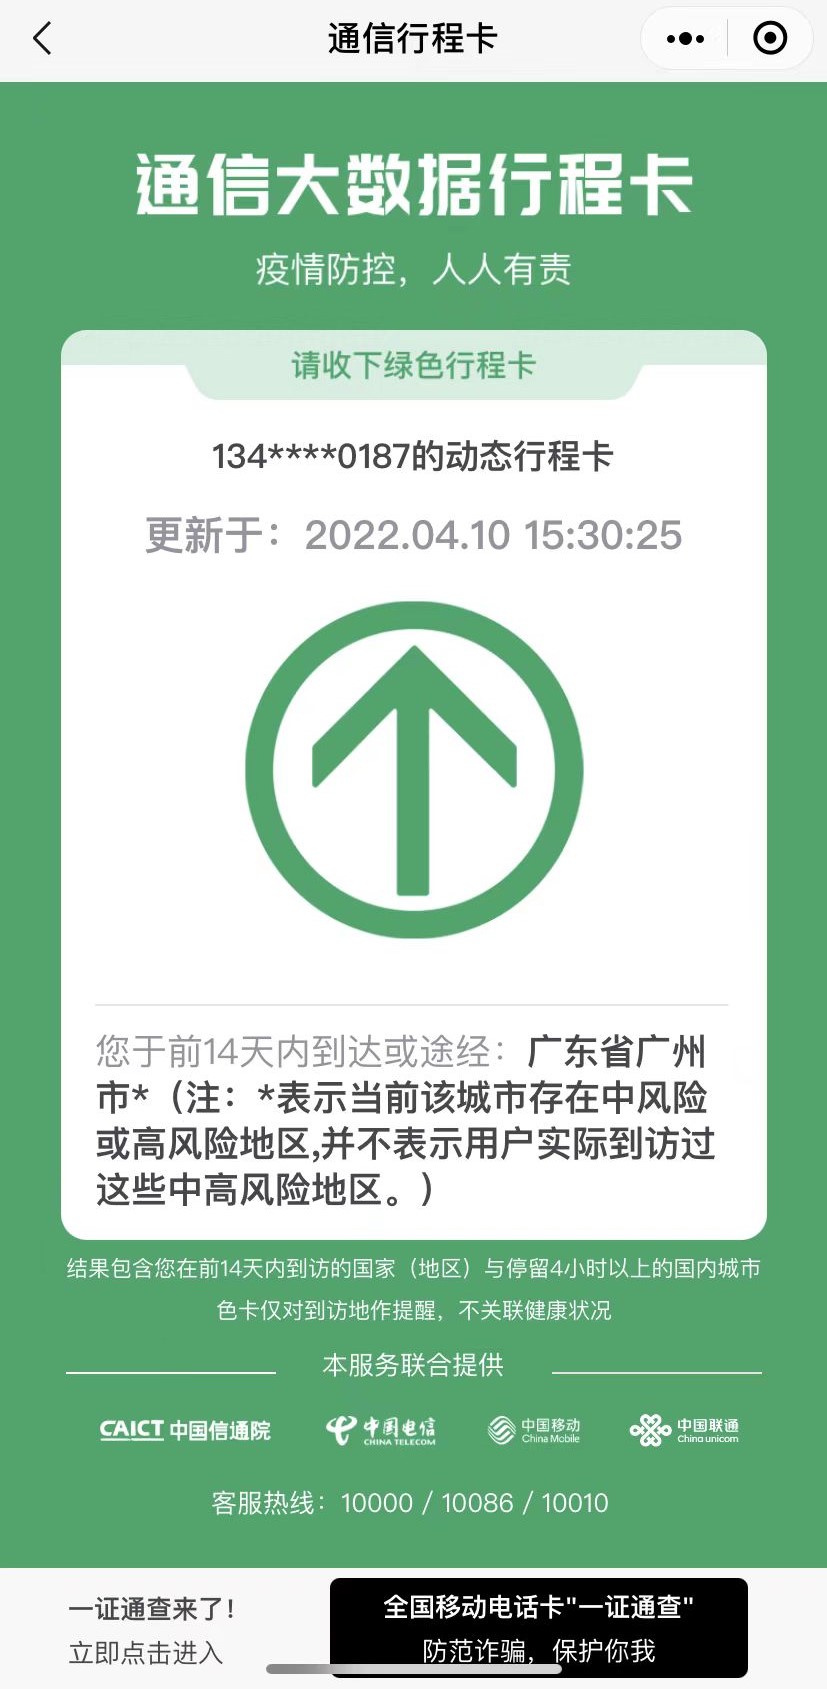 通信行程卡
通信大数据行程卡
疫情防控，人人有责
请收下绿色行程卡
134****0187的动态行程卡
更新于：2022.04.10 15:30:25
您于前14天内到达或途经：广东省广州
市*（注：*表示当前该城市存在中风险
或高风险地区,并不表示用户实际到访过
这些中高风险地区。）
结果包含您在前14天内到访的国家（地区）与停留4小时以上的国内城市
色卡仅对到访地作提醒，不关联健康状况
本服务联合提供
CAICT 中国信通院
中国电信
CHINA TELECOM
中国移动
China Mobile
中国联通
China unicom
客服热线：10000 / 10086 / 10010
一证通查来了！
立即点击进入
全国移动电话卡"一证通查"
防范诈骗，保护你我